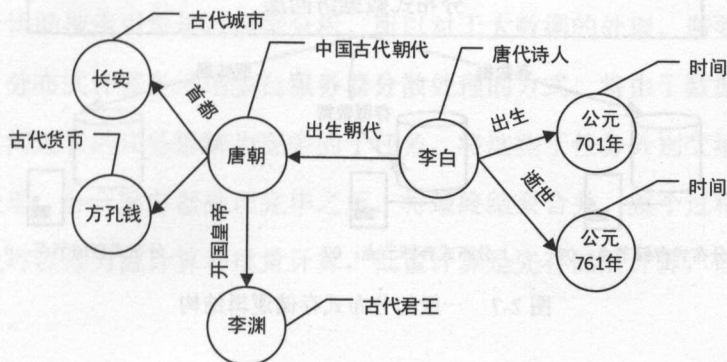 古代城市
长安
中国古代朝代
唐代诗人
时间
首都
出生
公元
701年
古代货币
唐朝
出生朝代
李白
方孔钱
时间
逝世
开国皇帝
公元
761年
李渊
古代君王